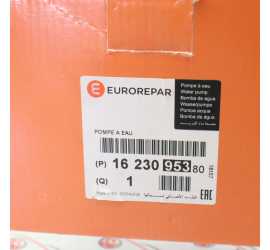 EUROREPAR
Pompe à eau
Water pump
Bomba de agua
Wasserpumpe
Pompa acqua
Bomba de água
POMPE A EAU
(P) 16 230 953 80
(Q) 1
EAC